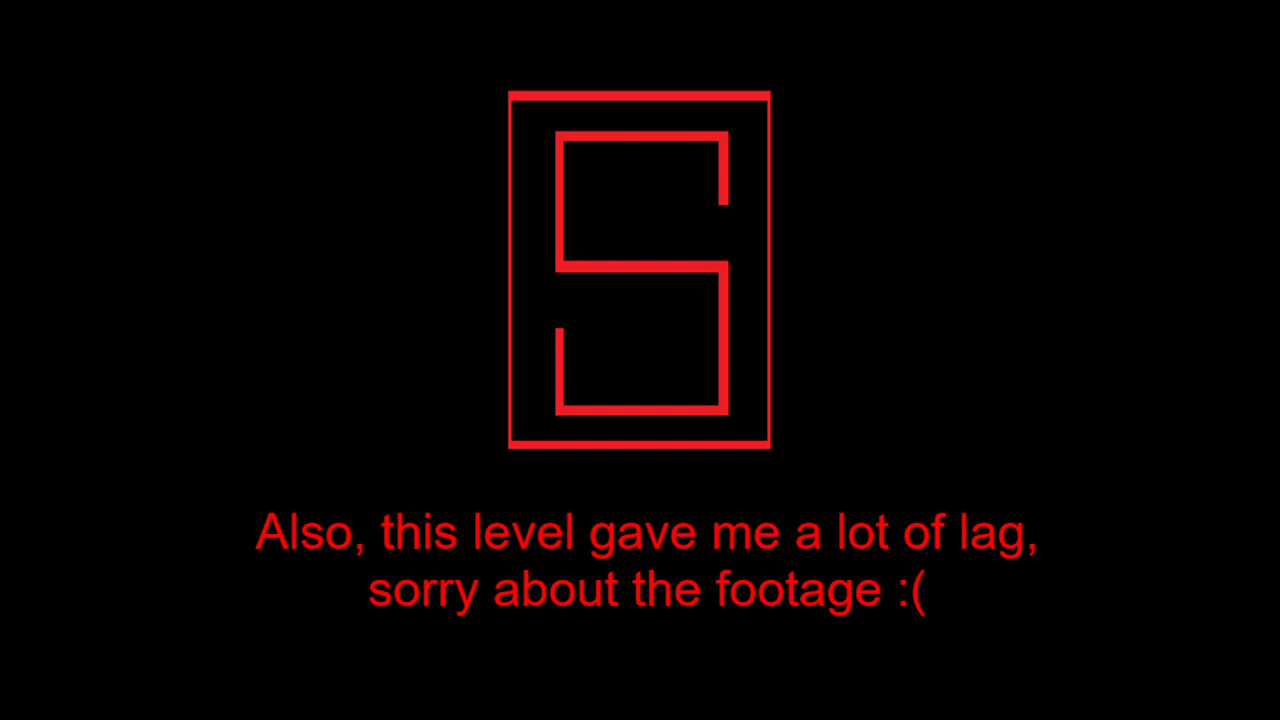 S
Also, this level gave me a lot of lag,
sorry about the footage :(